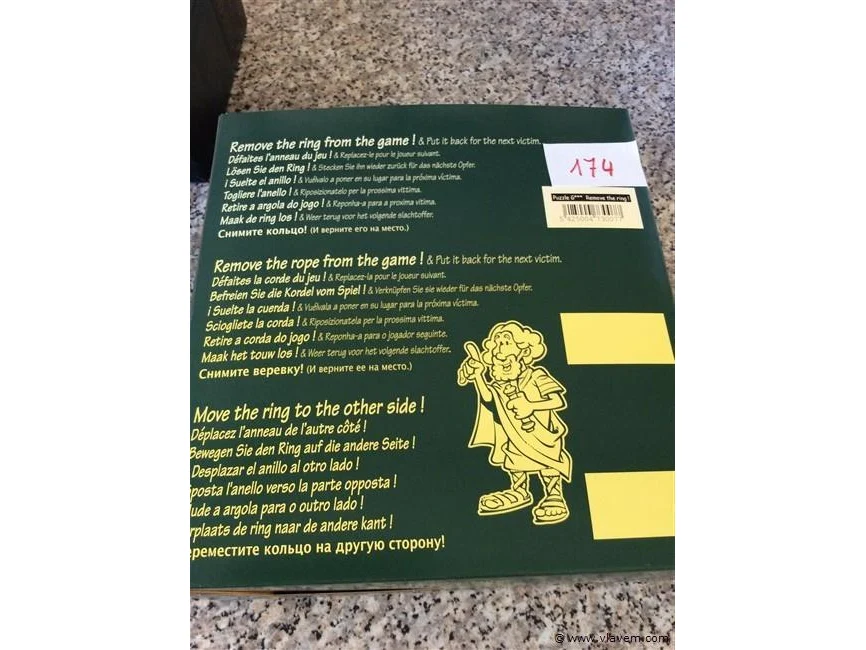 Remove the ring from the game ! & Put it back for the next victim.
Défaites l'anneau du jeu ! & Replacez-le pour le joueur suivant.
Lösen Sie den Ring ! & Stecken Sie ihn wieder zurück für das nächste Opfer.
¡ Suelte el anillo ! & Vuélvalo a poner en su lugar para la próxima víctima.
Togliere l'anello ! & Riposizionatelo per la prossima vittima.
Retire a argola do jogo ! & Reponha-a para a proxima vítima.
Maak de ring los ! & Weer terug voor het volgende slachtoffer.
Снимите кольцо! (И верните его на место.)
174
Puzzle 6*** Remove the ring !
5 425004 730077
Remove the rope from the game ! & Put it back for the next victim.
Défaites la corde du jeu ! & Replacez-la pour le joueur suivant.
Befreien Sie die Kordel vom Spiel ! & Verknüpfen Sie sie wieder für das nächste Opfer.
¡ Suelte la cuerda ! & Vuélvala a poner en su lugar para la próxima víctima.
Sciogliete la corda ! & Riposizionatela per la prossima vittima.
Retire a corda do jogo ! & Reponha-a para o jogador seguinte.
Maak het touw los ! & Weer terug voor het volgende slachtoffer.
Снимите веревку! (И верните ее на место.)
Move the ring to the other side !
Déplacez l'anneau de l'autre côté !
Bewegen Sie den Ring auf die andere Seite !
Desplazar el anillo al otro lado !
posta l'anello verso la parte opposta !
ude a argola para o outro lado !
rplaats de ring naar de andere kant !
ереместите кольцо на другую сторону!
© www.vlavem.com